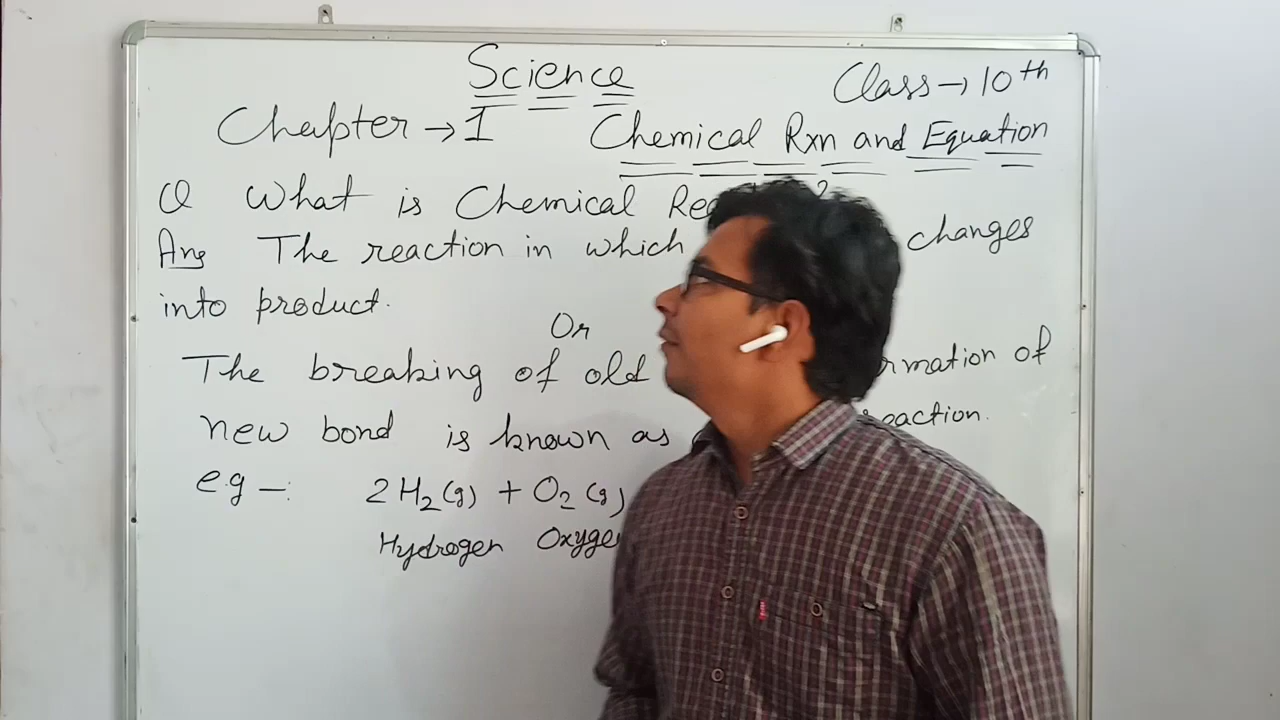 Science
Class → 10th
Chapter → I Chemical Rxn and Equation
Q What is Chemical
Ans The reaction in which changes
into product.
Or
The breaking of old of
new bond is known as
e.g -: 2H₂(g) + O₂(g)
Hydrogen